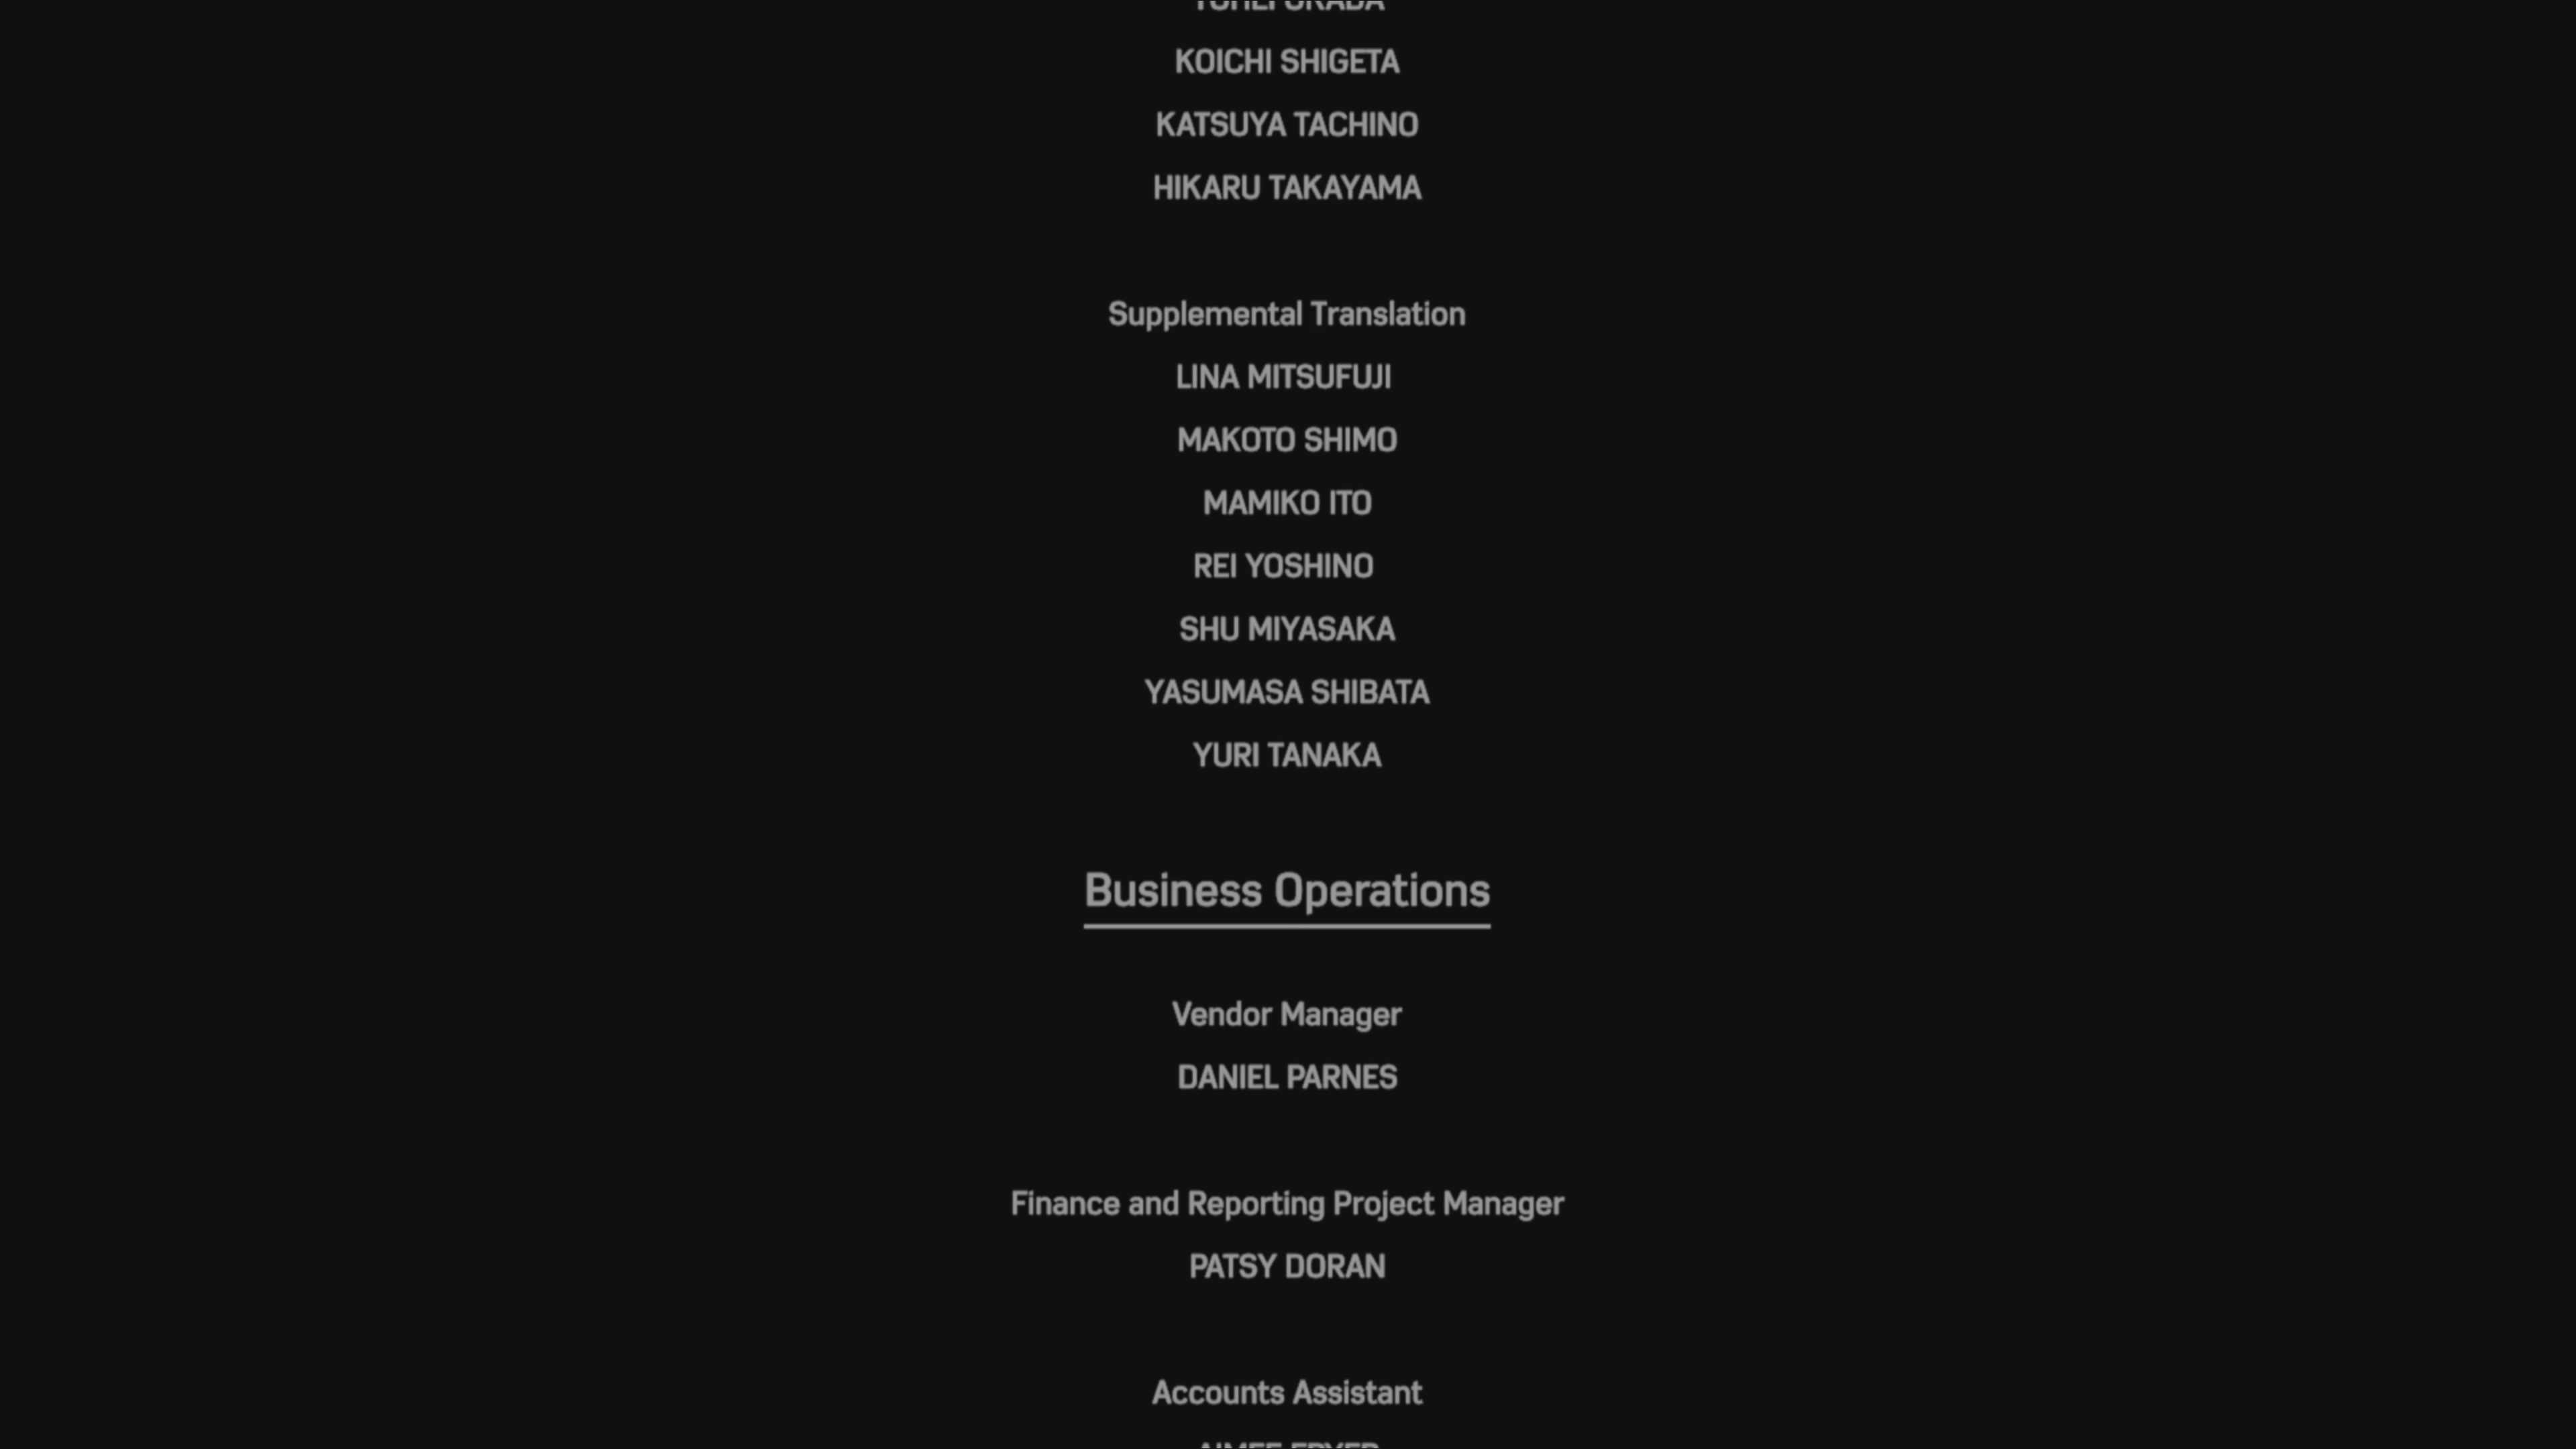 KOICHI SHIGETA
KATSUYA TACHINO
HIKARU TAKAYAMA
Supplemental Translation
LINA MITSUFUJI
MAKOTO SHIMO
MAMIKO ITO
REI YOSHINO
SHU MIYASAKA
YASUMASA SHIBATA
YURI TANAKA
Business Operations
Vendor Manager
DANIEL PARNES
Finance and Reporting Project Manager
PATSY DORAN
Accounts Assistant